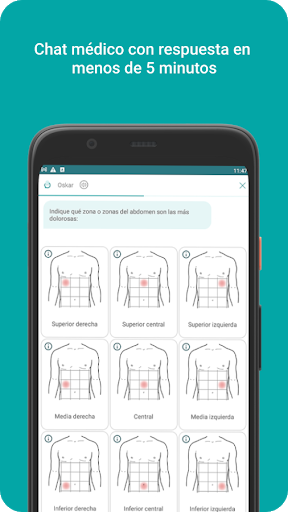 Chat médico con respuesta en
menos de 5 minutos
11:47
Oskar
Indique qué zona o zonas del abdomen son las más
dolorosas:
Superior derecha
Superior central
Superior izquierda
Media derecha
Central
Media izquierda
Inferior derecha
Inferior central
Inferior izquierda